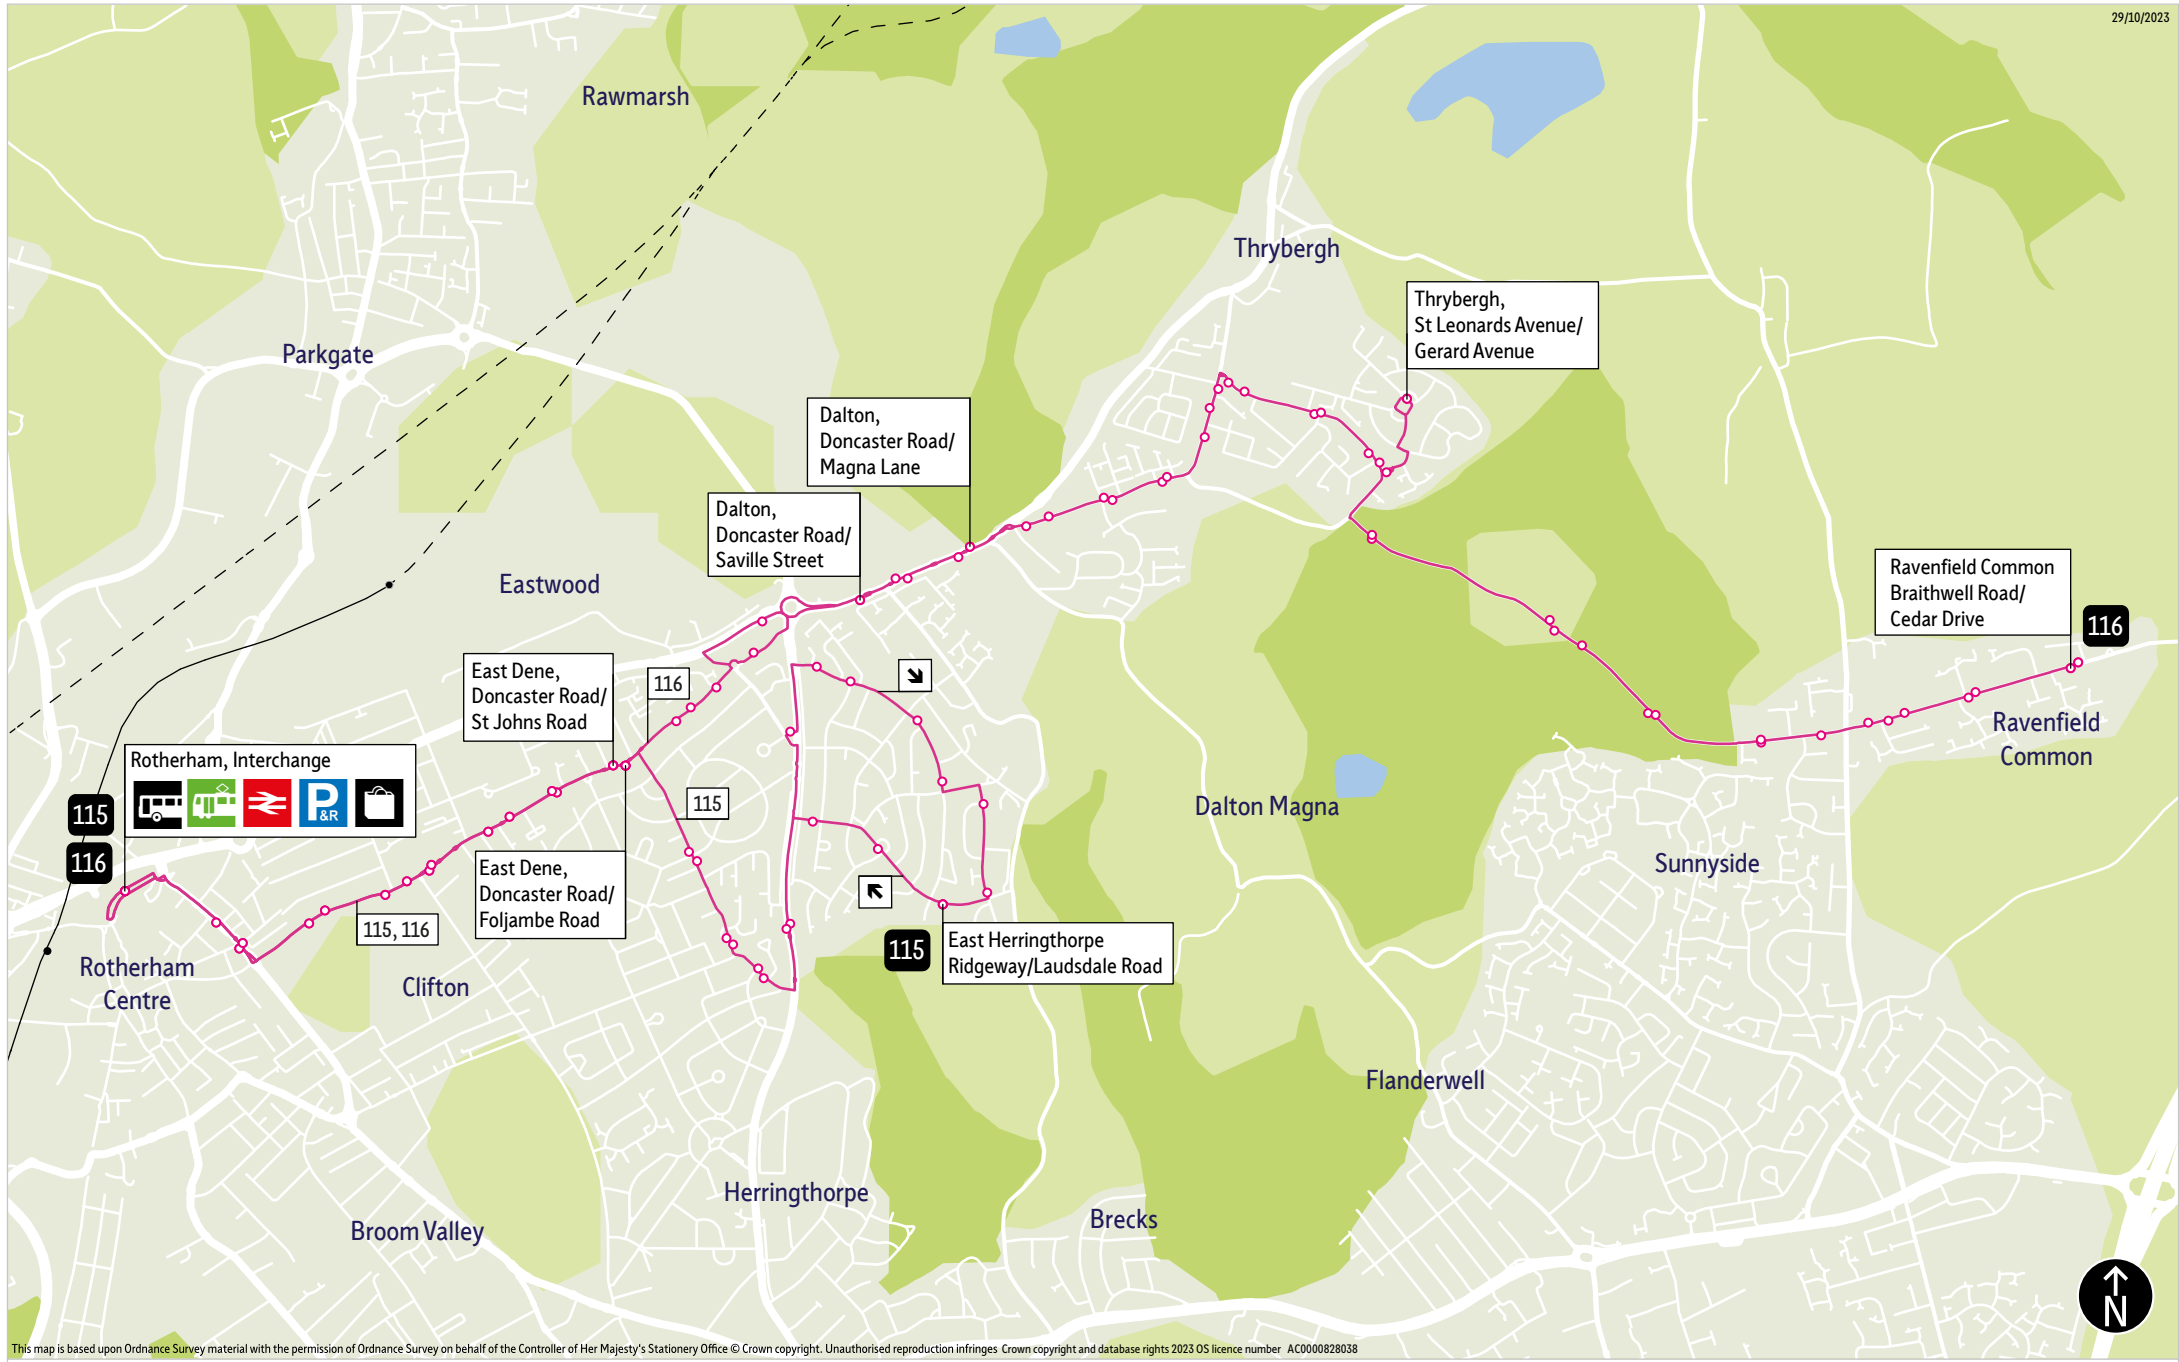 29/10/2023
Rawmarsh
Thrybergh
Thrybergh,
St Leonards Avenue/
Gerard Avenue
Parkgate
Dalton,
Doncaster Road/
Magna Lane
Dalton,
Doncaster Road/
Saville Street
Eastwood
Ravenfield Common
Braithwell Road/
Cedar Drive
116
East Dene,
Doncaster Road/
St Johns Road
116
Ravenfield
Common
Rotherham, Interchange
P
&R
115
116
115
Dalton Magna
Sunnyside
East Dene,
Doncaster Road/
Foljambe Road
115, 116
115
East Herringthorpe
Ridgeway/Laudsdale Road
Rotherham
Centre
Clifton
Flanderwell
Herringthorpe
Broom Valley
Brecks
N
This map is based upon Ordnance Survey material with the permission of Ordnance Survey on behalf of the Controller of Her Majesty's Stationery Office © Crown copyright. Unauthorised reproduction infringes Crown copyright and database rights 2023 OS licence number AC0000828038